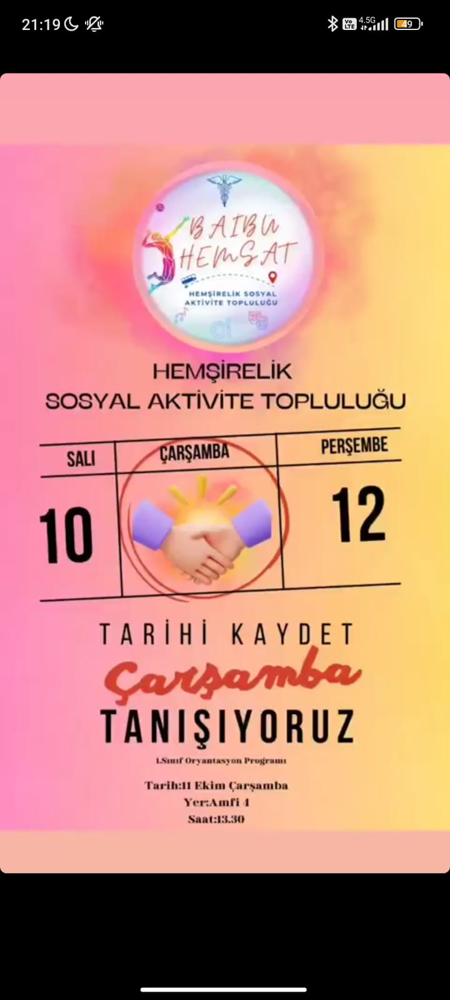 21:19
Vo
LTE
4.5G
49
BAİBÜ
HEMSAT
HEMŞİRELİK SOSYAL
AKTİVİTE TOPLULUĞU
HEMŞİRELİK
SOSYAL AKTİVİTE TOPLULUĞU
SALI ÇARŞAMBA PERŞEMBE
10 12
TARİHİ KAYDET
Çarşamba
TANIŞIYORUZ
1.Sınıf Oryantasyon Programı
Tarih:11 Ekim Çarşamba
Yer:Amfi 4
Saat:13.30